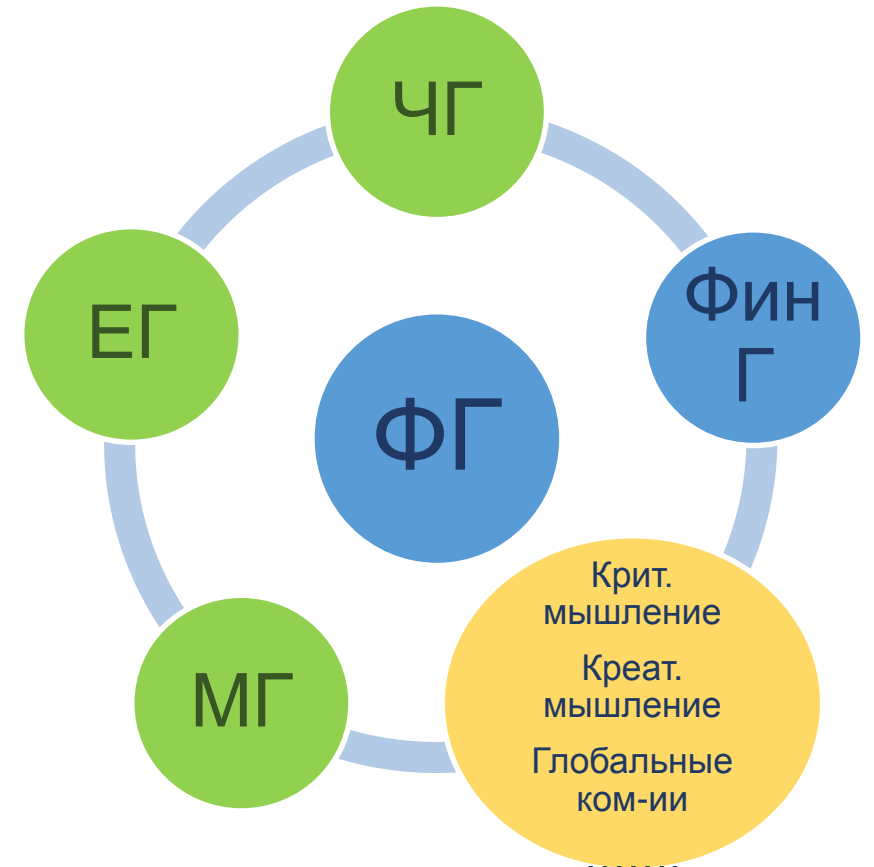 ЧГ
Фин
Г
ЕГ
ФГ
Крит.
мышление
Креат.
мышление
Глобальные
ком-ии
МГ